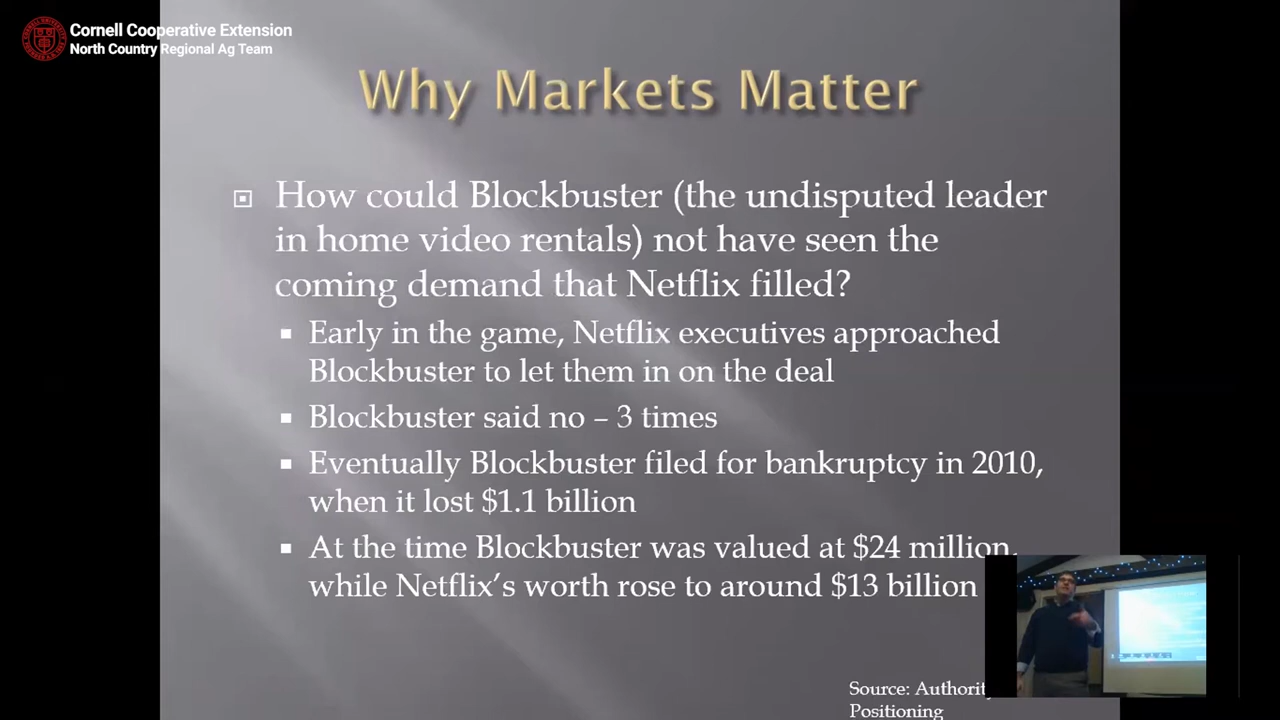 Cornell Cooperative Extension
North Country Regional Ag Team
Why Markets Matter
How could Blockbuster (the undisputed leader
in home video rentals) not have seen the
coming demand that Netflix filled?
Early in the game, Netflix executives approached
Blockbuster to let them in on the deal
Blockbuster said no – 3 times
Eventually Blockbuster filed for bankruptcy in 2010,
when it lost $1.1 billion
At the time Blockbuster was valued at $24 million,
while Netflix’s worth rose to around $13 billion
Source: Authority
Positioning